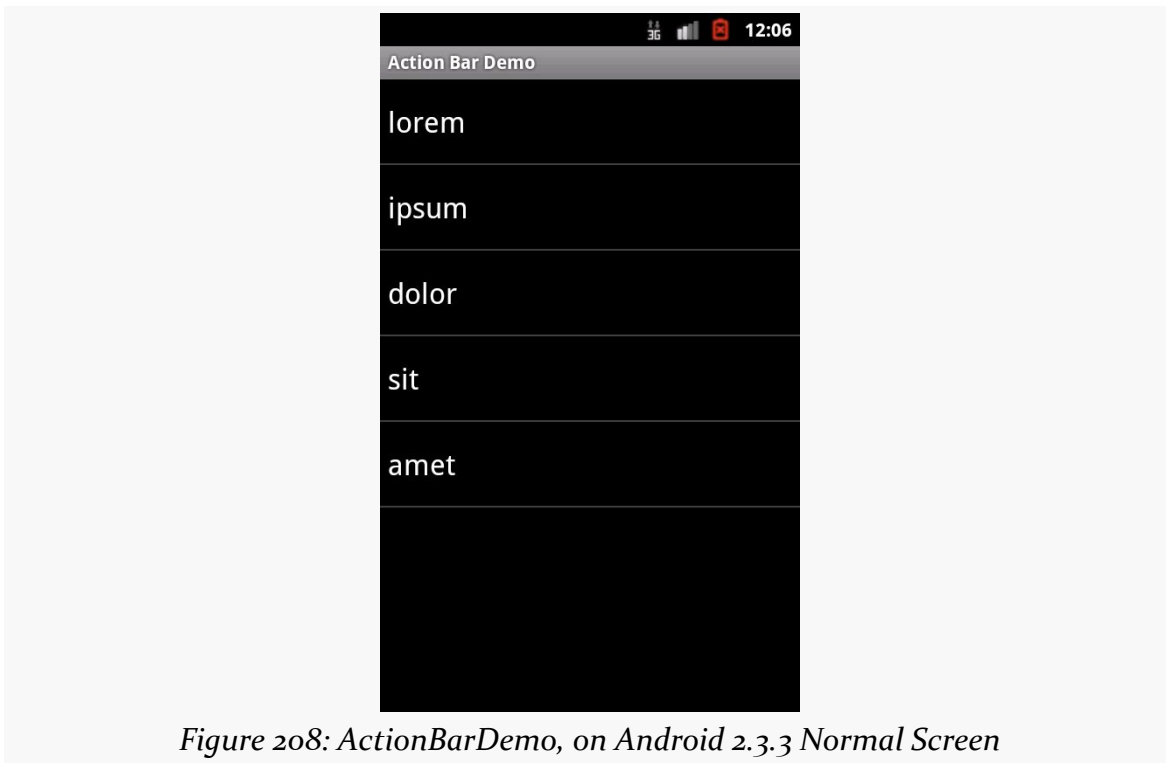 3G 12:06
Action Bar Demo
lorem
ipsum
dolor
sit
amet
Figure 208: ActionBarDemo, on Android 2.3.3 Normal Screen